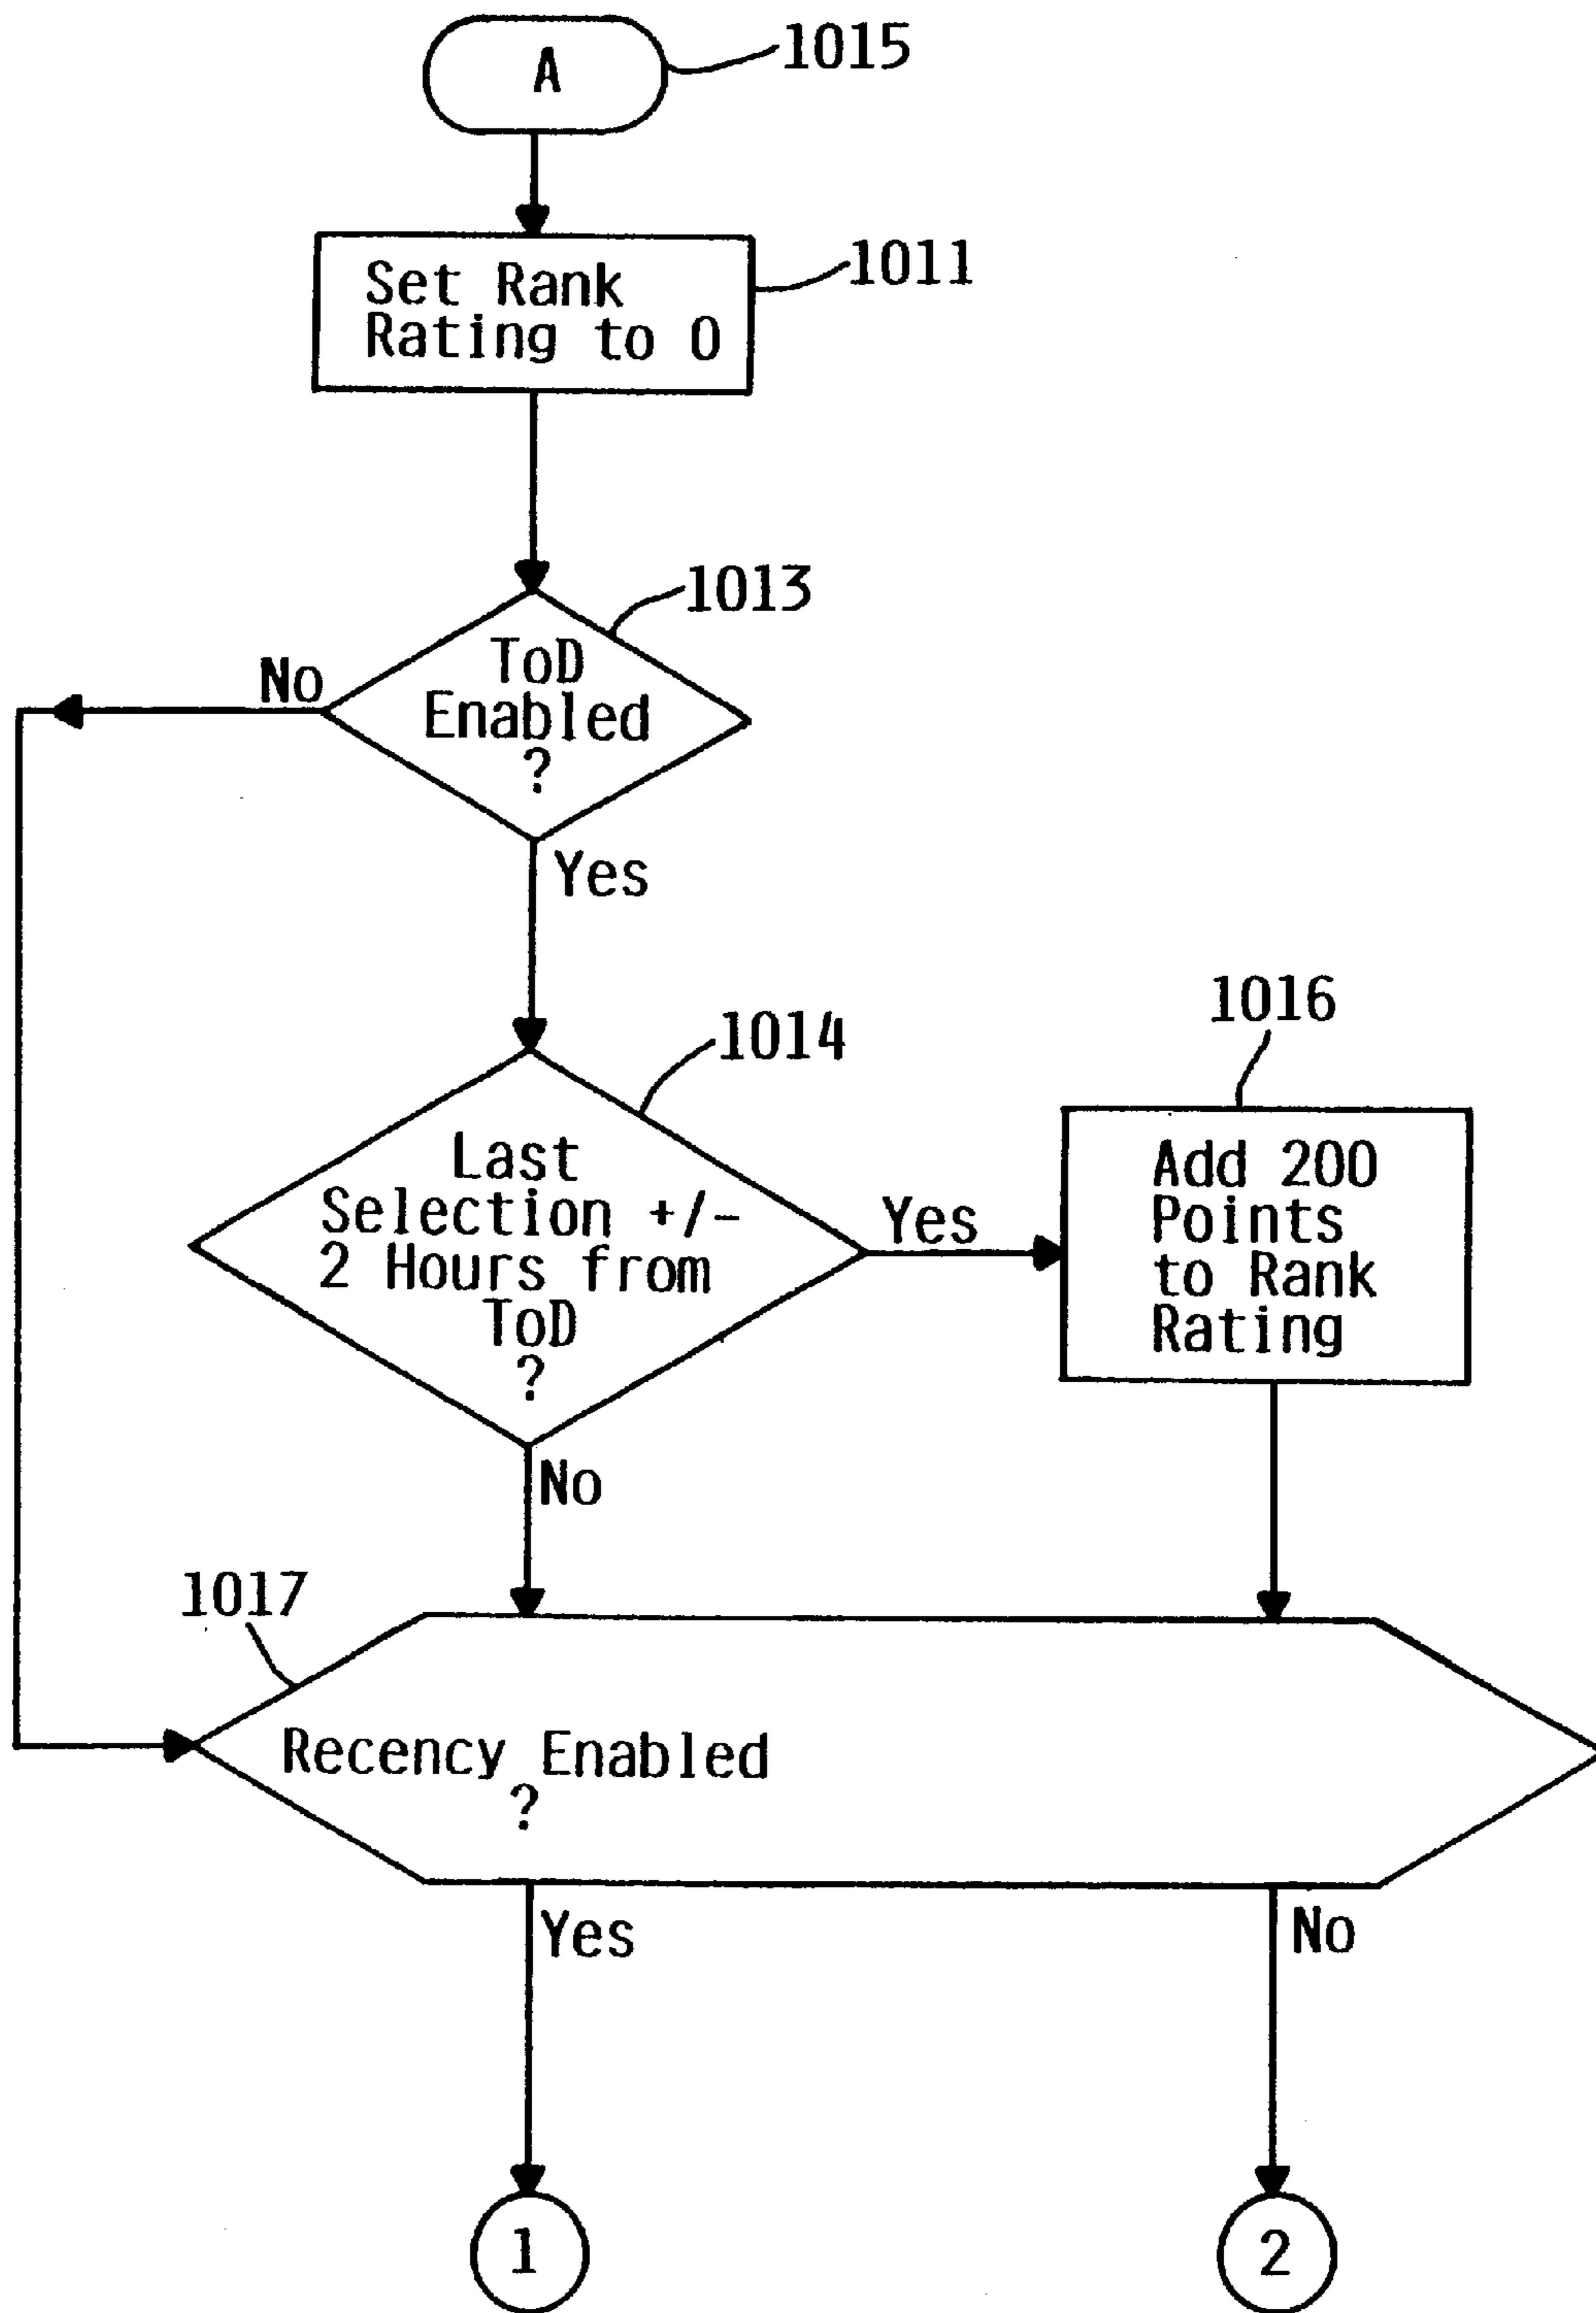 A
1015
Set Rank
Rating to 0
1011
1013
ToD
Enabled
?
No
Yes
1014
Last
Selection +/-
2 Hours from
ToD
?
Yes
1016
Add 200
Points
to Rank
Rating
No
1017
Recency Enabled
?
Yes
No
1
2